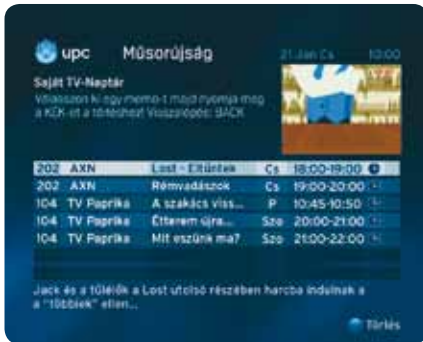 upc Műsorújság 21 Jan Cs 10:00
Saját TV-Naptár
Válasszon ki egy memo-t majd nyomja meg
a KÉK-et a törléshez! Visszalépés: BACK
202 AXN Lost - Eltűntek Cs 18:00-19:00
202 AXN Rémvadászok Cs 19:00-20:00
104 TV Paprika A szakács viss... P 10:45-10:50
104 TV Paprika Étterem újra... Szo 20:00-21:00
104 TV Paprika Mit eszünk ma? Szo 21:00-22:00
Jack és a túlélők a Lost utolsó részében harcba indulnak a
a "többiek" ellen...
Törlés